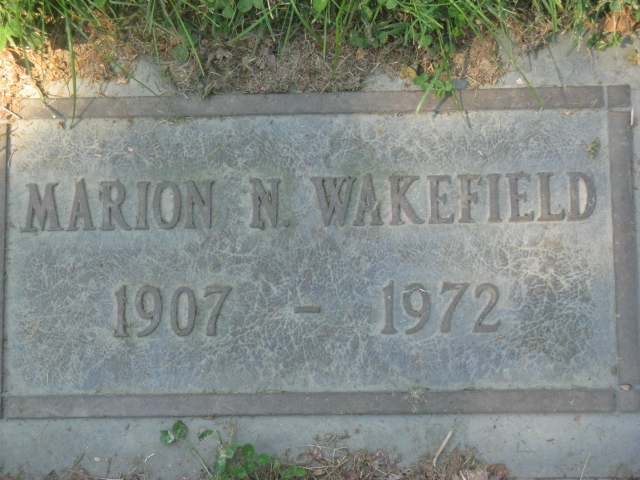 MARION N. WAKEFIELD
1907 - 1972